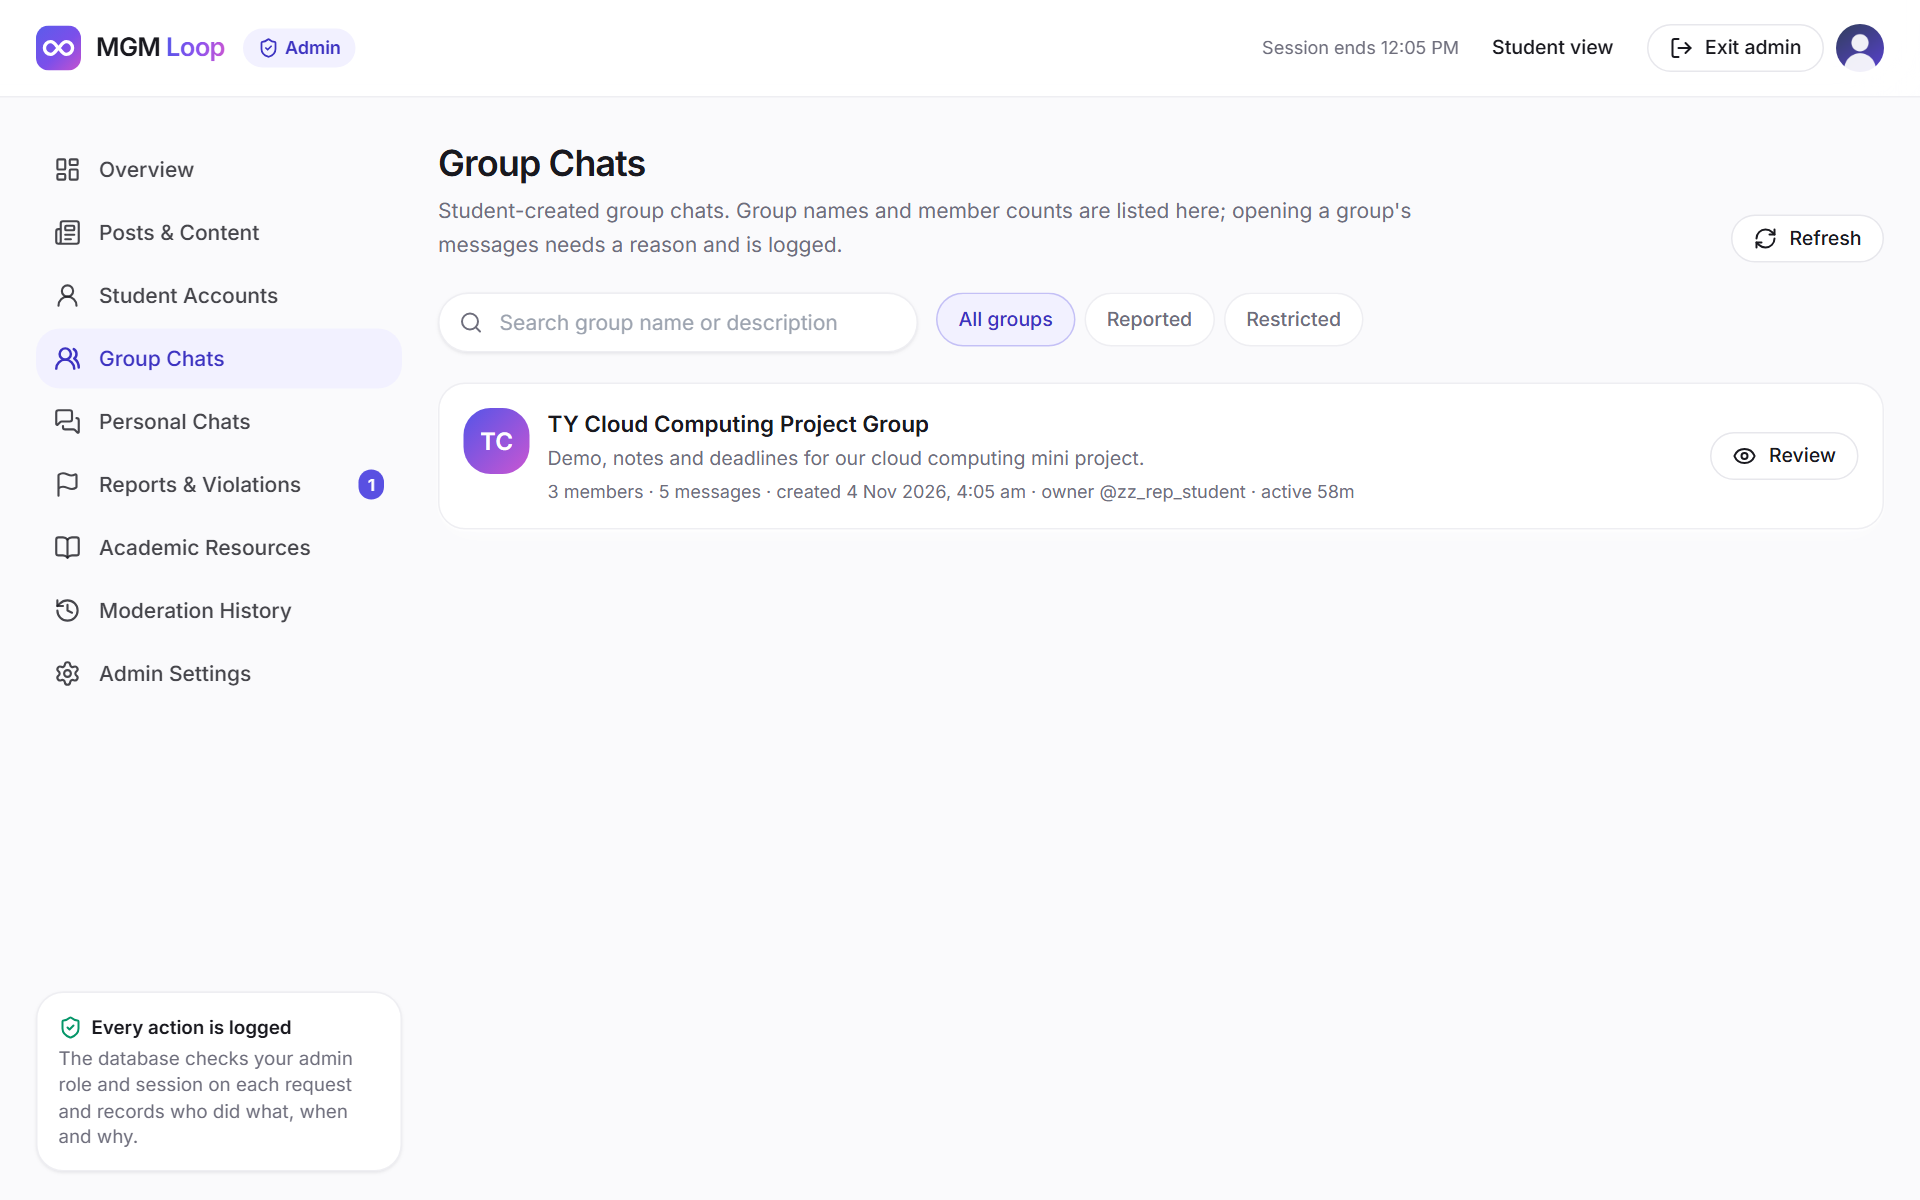 MGM Loop
Admin
Session ends 12:05 PM
Student view
Exit admin
Overview
Posts & Content
Student Accounts
Group Chats
Personal Chats
Reports & Violations
1
Academic Resources
Moderation History
Admin Settings
Every action is logged
The database checks your admin
role and session on each request
and records who did what, when
and why.
Group Chats
Student-created group chats. Group names and member counts are listed here; opening a group's
messages needs a reason and is logged.
Refresh
Search group name or description
All groups
Reported
Restricted
TC
TY Cloud Computing Project Group
Demo, notes and deadlines for our cloud computing mini project.
3 members · 5 messages · created 4 Nov 2026, 4:05 am · owner @zz_rep_student · active 58m
Review